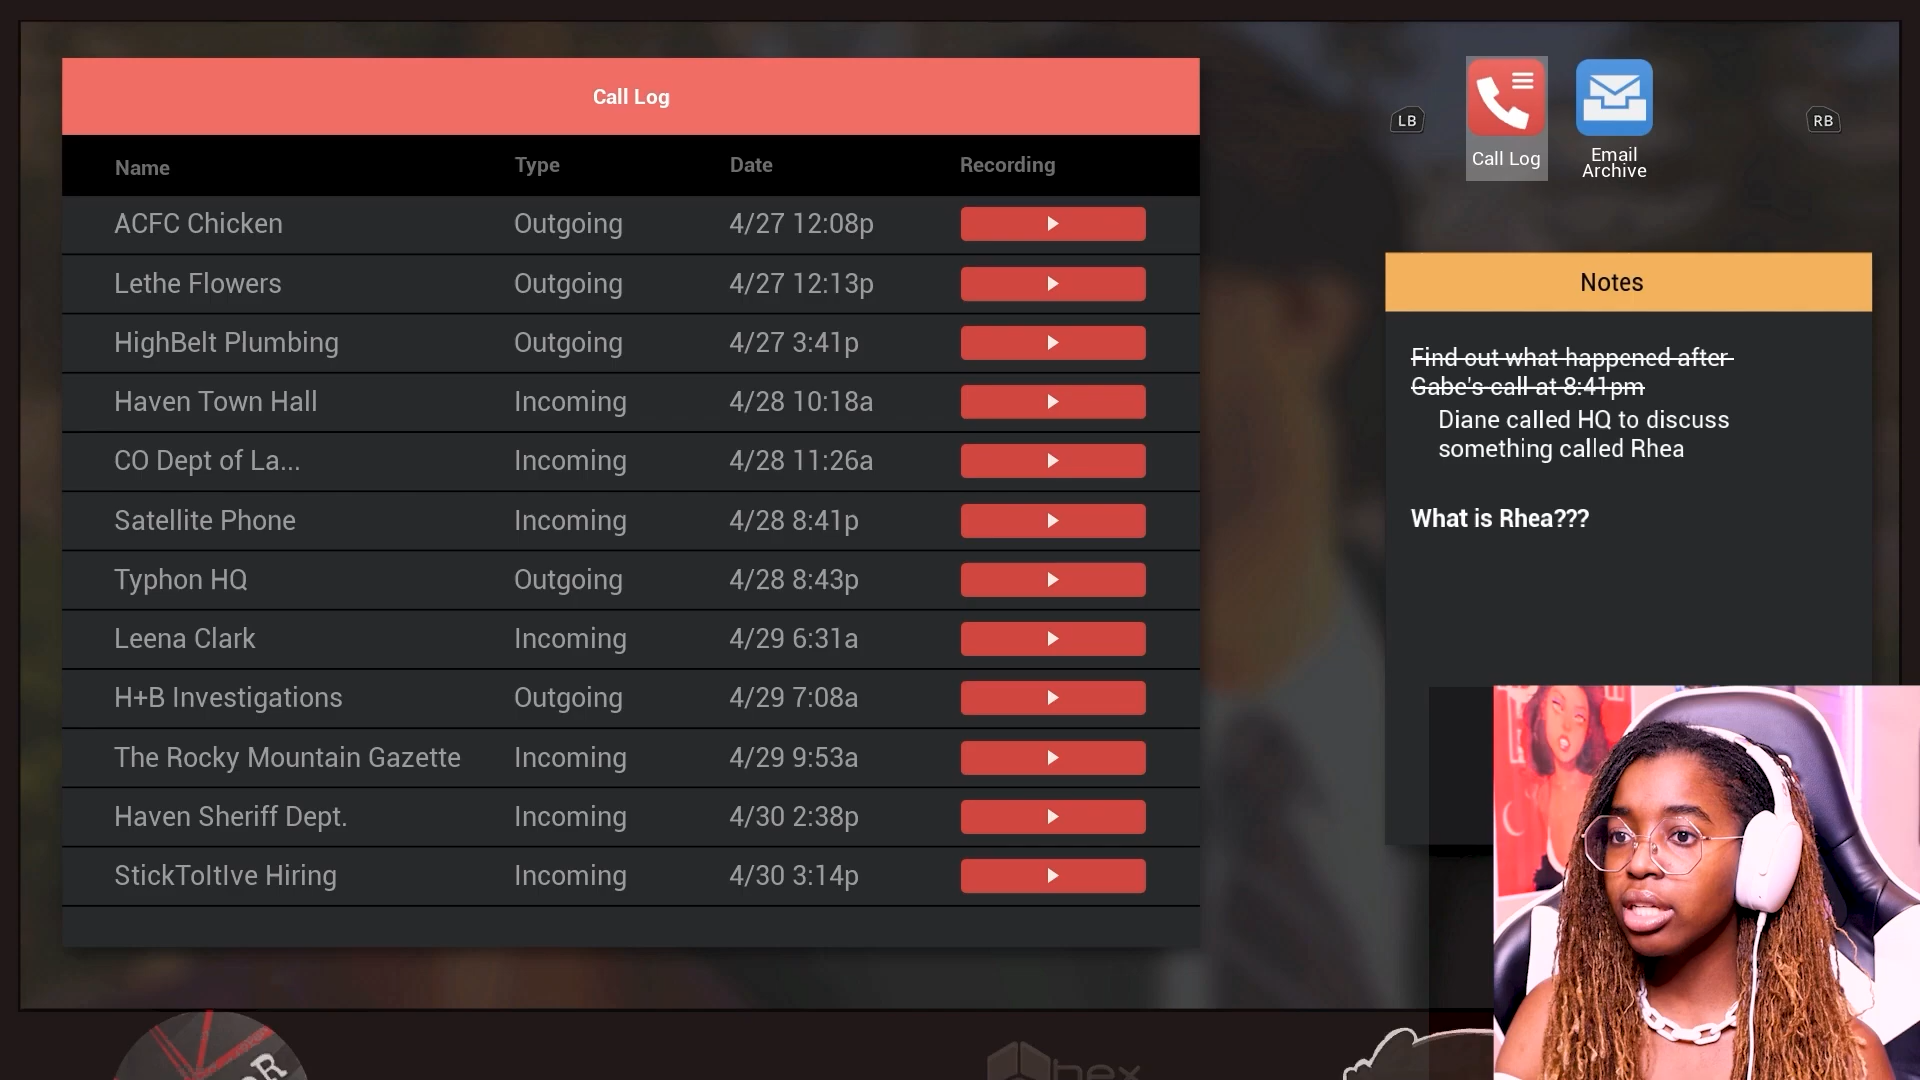 Call Log
Name Type Date Recording
ACFC Chicken Outgoing 4/27 12:08p
Lethe Flowers Outgoing 4/27 12:13p
HighBelt Plumbing Outgoing 4/27 3:41p
Haven Town Hall Incoming 4/28 10:18a
CO Dept of La... Incoming 4/28 11:26a
Satellite Phone Incoming 4/28 8:41p
Typhon HQ Outgoing 4/28 8:43p
Leena Clark Incoming 4/29 6:31a
H+B Investigations Outgoing 4/29 7:08a
The Rocky Mountain Gazette Incoming 4/29 9:53a
Haven Sheriff Dept. Incoming 4/30 2:38p
StickToItIve Hiring Incoming 4/30 3:14p
LB
Call Log
Email
Archive
RB
Notes
Find out what happened after
Gabe's call at 8:41pm
Diane called HQ to discuss
something called Rhea
What is Rhea???
hex